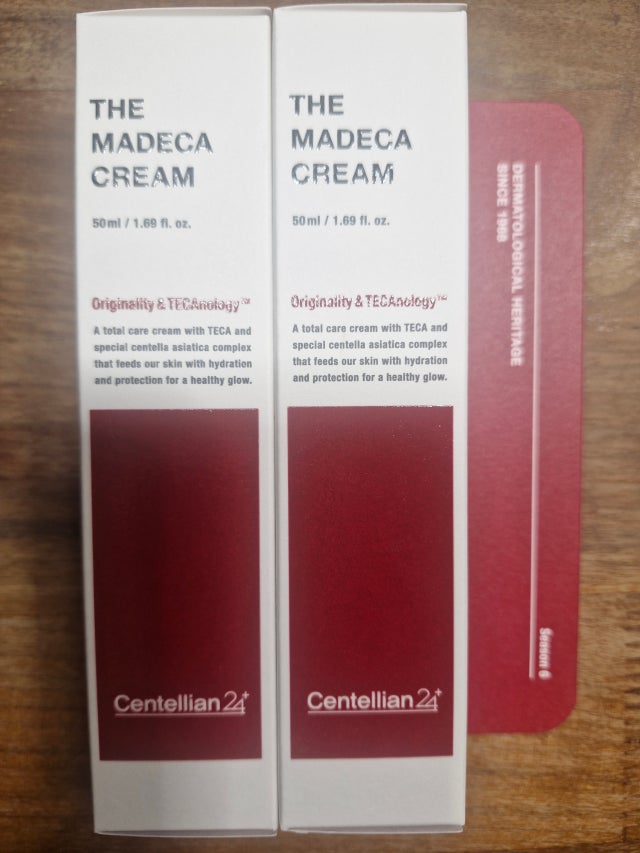 THE
MADECA
CREAM
50ml / 1.69 fl. oz.
Originality & TECAnology™
A total care cream with TECA and
special centella asiatica complex
that feeds our skin with hydration
and protection for a healthy glow.
Centellian24+
THE
MADECA
CREAM
50ml / 1.69 fl. oz.
Originality & TECAnology™
A total care cream with TECA and
special centella asiatica complex
that feeds our skin with hydration
and protection for a healthy glow.
Centellian24+
DERMATOLOGICAL HERITAGE
SINCE 1968
Season 6